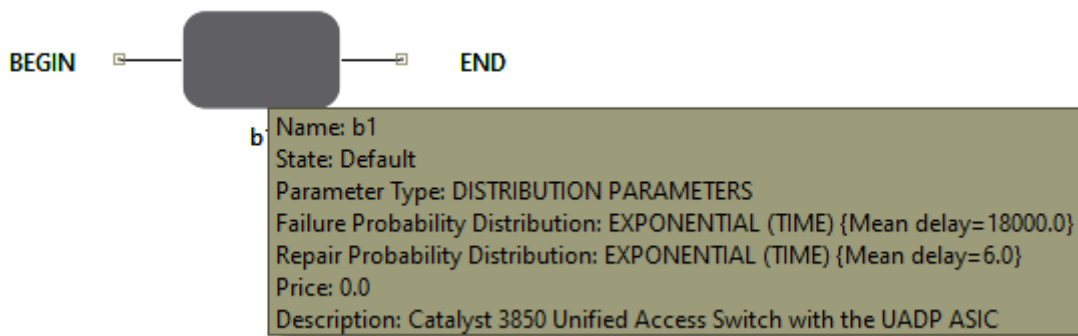 BEGIN
END
b
Name: b1
State: Default
Parameter Type: DISTRIBUTION PARAMETERS
Failure Probability Distribution: EXPONENTIAL (TIME) {Mean delay=18000.0}
Repair Probability Distribution: EXPONENTIAL (TIME) {Mean delay=6.0}
Price: 0.0
Description: Catalyst 3850 Unified Access Switch with the UADP ASIC